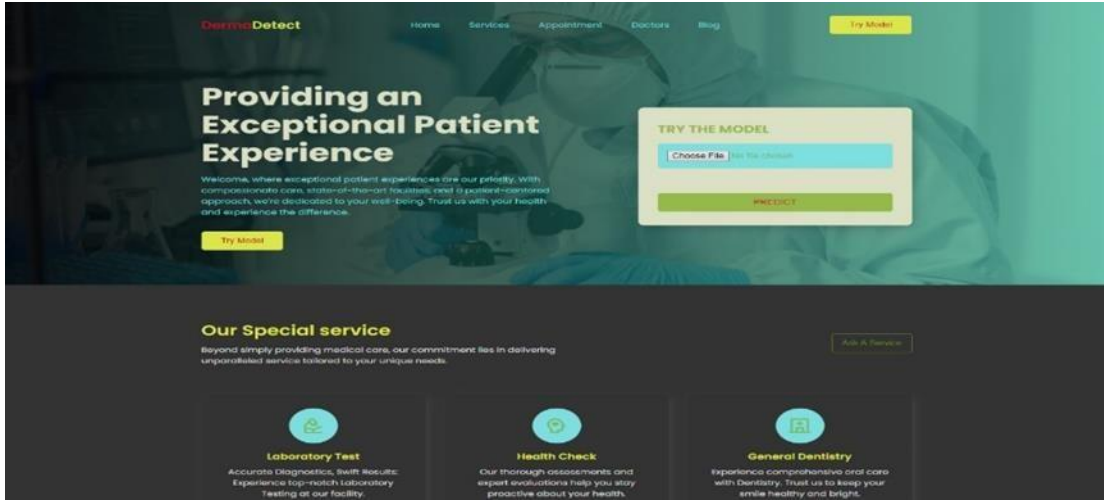 DermoDetect
Home Services Appointment Doctors Blog
Try Model
Providing an
Exceptional Patient
Experience
Welcome, where exceptional patient experiences are our priority. With
compassionate care, state-of-the-art facilities, and a patient-centered
approach, we're dedicated to your well-being. Trust us with your health
and experience the difference.
Try Model
TRY THE MODEL
Choose File No file chosen
PREDICT
Our Special service
Beyond simply providing medical care, our commitment lies in delivering
unparalleled service tailored to your unique needs.
Ask A Service
Laboratory Test
Accurate Diagnostics, Swift Results:
Experience top-notch Laboratory
Testing at our facility.
Health Check
Our thorough assessments and
expert evaluations help you stay
proactive about your health.
General Dentistry
Experience comprehensive oral care
with Dentistry. Trust us to keep your
smile healthy and bright.